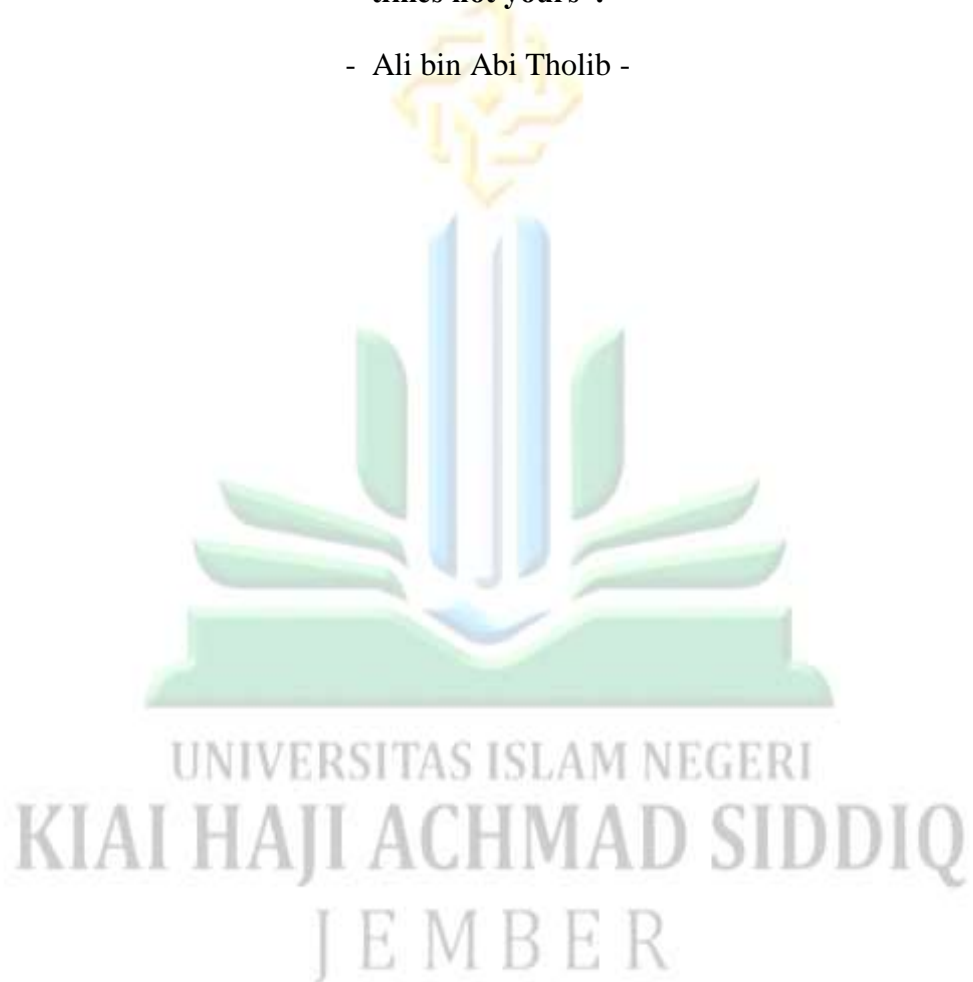 times not yours".
- Ali bin Abi Tholib -
UNIVERSITAS ISLAM NEGERI
KIAI HAJI ACHMAD SIDDIQ
JEMBER